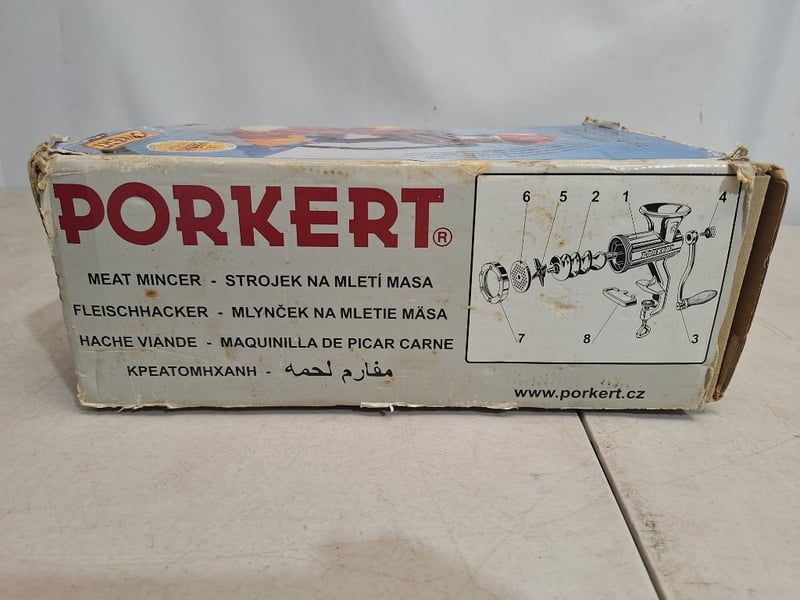 PORKERT®
MEAT MINCER - STROJEK NA MLETÍ MASA
FLEISCHHACKER - MLYNČEK NA MLETIE MÄSA
HACHE VIANDE - MAQUINILLA DE PICAR CARNE
ΚΡΕΑΤΟΜΗΧΑΝΗ - مفارم لحمه
6 5 2 1 4
7 8 3
www.porkert.cz